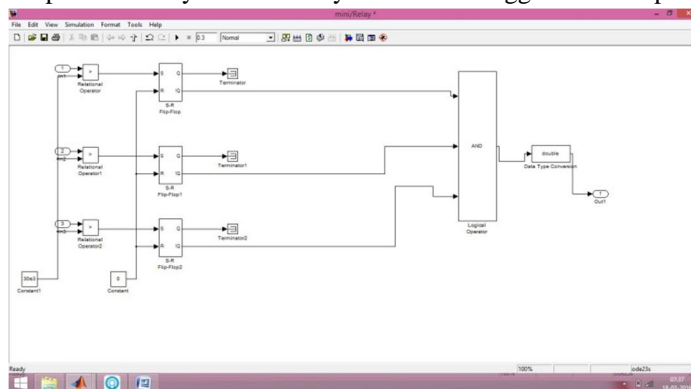 mini/Relay *
File Edit View Simulation Format Tools Help
0.3 Normal
1
In1
>
Relational
Operator
S Q
R !Q
S-R
Flip-Flop
Terminator
2
In2
>
Relational
Operator1
S Q
R !Q
S-R
Flip-Flop1
Terminator1
3
In3
>
Relational
Operator2
S Q
R !Q
S-R
Flip-Flop2
Terminator2
Constant1
Constant
AND
Logical
Operator
double
Data Type Conversion
1
Out1
Ready 100% ode23s
07:37